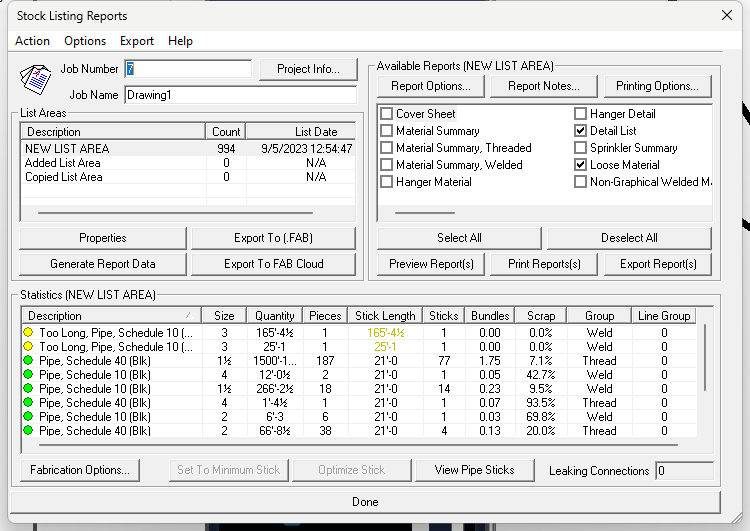 Stock Listing Reports
Action Options Export Help
Job Number 7 Project Info...
Job Name Drawing1
List Areas
Description Count List Date
NEW LIST AREA 994 9/5/2023 12:54:47
Added List Area 0 N/A
Copied List Area 0 N/A
Properties Export To (.FAB)
Generate Report Data Export To FAB Cloud
Available Reports (NEW LIST AREA)
Report Options... Report Notes... Printing Options...
Cover Sheet Hanger Detail
Material Summary Detail List
Material Summary, Threaded Sprinkler Summary
Material Summary, Welded Loose Material
Hanger Material Non-Graphical Welded
Select All Deselect All
Preview Report(s) Print Reports(s) Export Report(s)
Statistics (NEW LIST AREA)
Description Size Quantity Pieces Stick Length Sticks Bundles Scrap Group Line Group
Too Long, Pipe, Schedule 10 (... 3 165'-4½ 1 165'-4½ 1 0.00 0.0% Weld 0
Too Long, Pipe, Schedule 10 (... 3 25'-1 1 25'-1 1 0.00 0.0% Weld 0
Pipe, Schedule 40 (Blk) 1½ 1500'-1... 187 21'-0 77 1.75 7.1% Thread 0
Pipe, Schedule 10 (Blk) 4 12'-0½ 2 21'-0 1 0.05 42.7% Weld 0
Pipe, Schedule 10 (Blk) 1½ 266'-2½ 18 21'-0 14 0.23 9.5% Weld 0
Pipe, Schedule 40 (Blk) 4 1'-4½ 1 21'-0 1 0.07 93.5% Thread 0
Pipe, Schedule 10 (Blk) 2 6'-3 6 21'-0 1 0.03 69.8% Weld 0
Pipe, Schedule 40 (Blk) 2 66'-8½ 38 21'-0 4 0.13 20.0% Thread 0
Fabrication Options... Set To Minimum Stick Optimize Stick View Pipe Sticks Leaking Connections 0
Done